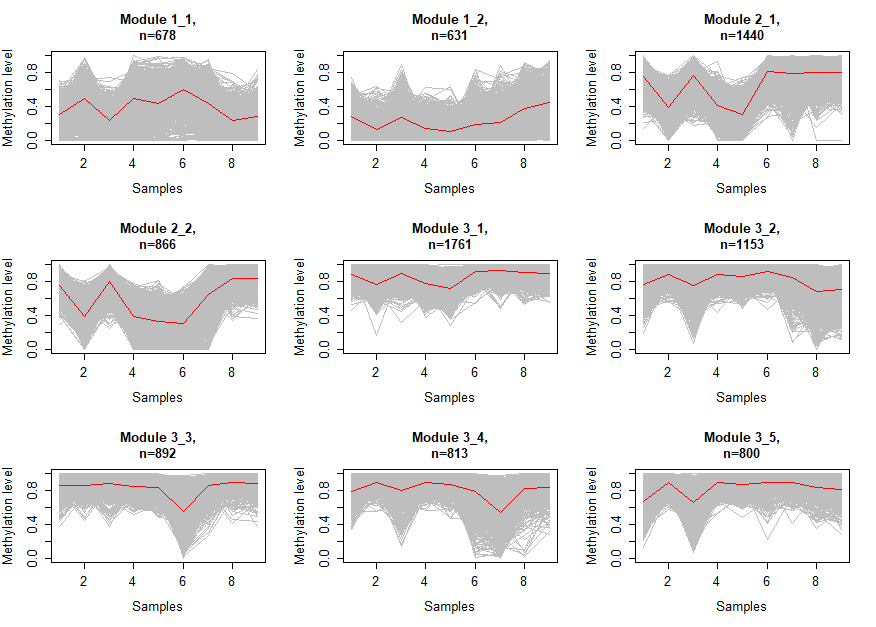 Module 1_1,
n=678
Methylation level
0.0 0.4 0.8
2 4 6 8
Samples
Module 1_2,
n=631
Methylation level
0.0 0.4 0.8
2 4 6 8
Samples
Module 2_1,
n=1440
Methylation level
0.0 0.4 0.8
2 4 6 8
Samples
Module 2_2,
n=866
Methylation level
0.0 0.4 0.8
2 4 6 8
Samples
Module 3_1,
n=1761
Methylation level
0.0 0.4 0.8
2 4 6 8
Samples
Module 3_2,
n=1153
Methylation level
0.0 0.4 0.8
2 4 6 8
Samples
Module 3_3,
n=892
Methylation level
0.0 0.4 0.8
2 4 6 8
Samples
Module 3_4,
n=813
Methylation level
0.0 0.4 0.8
2 4 6 8
Samples
Module 3_5,
n=800
Methylation level
0.0 0.4 0.8
2 4 6 8
Samples